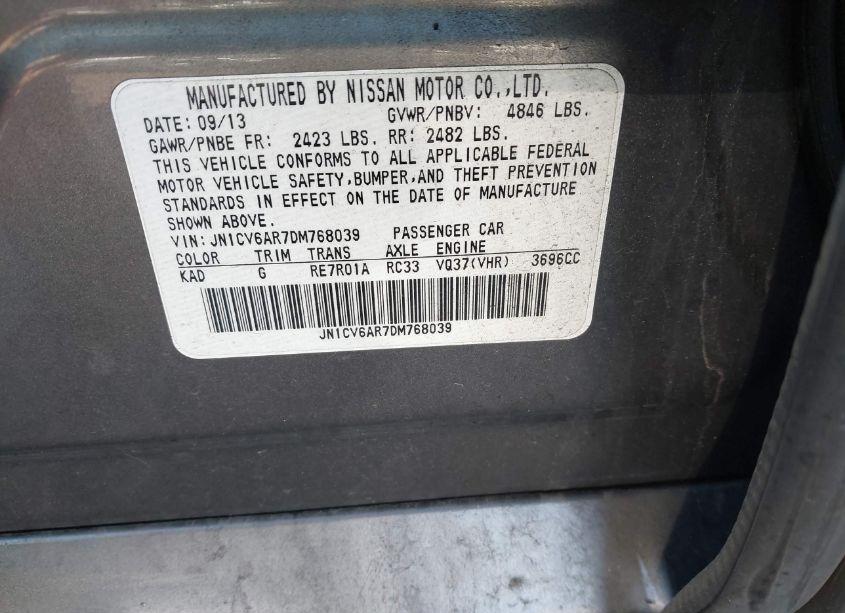 MANUFACTURED BY NISSAN MOTOR CO.,LTD.
DATE: 09/13 GVWR/PNBV: 4846 LBS.
GAWR/PNBE FR: 2423 LBS. RR: 2482 LBS.
THIS VEHICLE CONFORMS TO ALL APPLICABLE FEDERAL
MOTOR VEHICLE SAFETY,BUMPER,AND THEFT PREVENTION
STANDARDS IN EFFECT ON THE DATE OF MANUFACTURE
SHOWN ABOVE.
VIN:JN1CV6AR7DM768039 PASSENGER CAR
COLOR TRIM TRANS AXLE ENGINE
KAD G RE7R01A RC33 VQ37(VHR) 3696CC
JN1CV6AR7DM768039